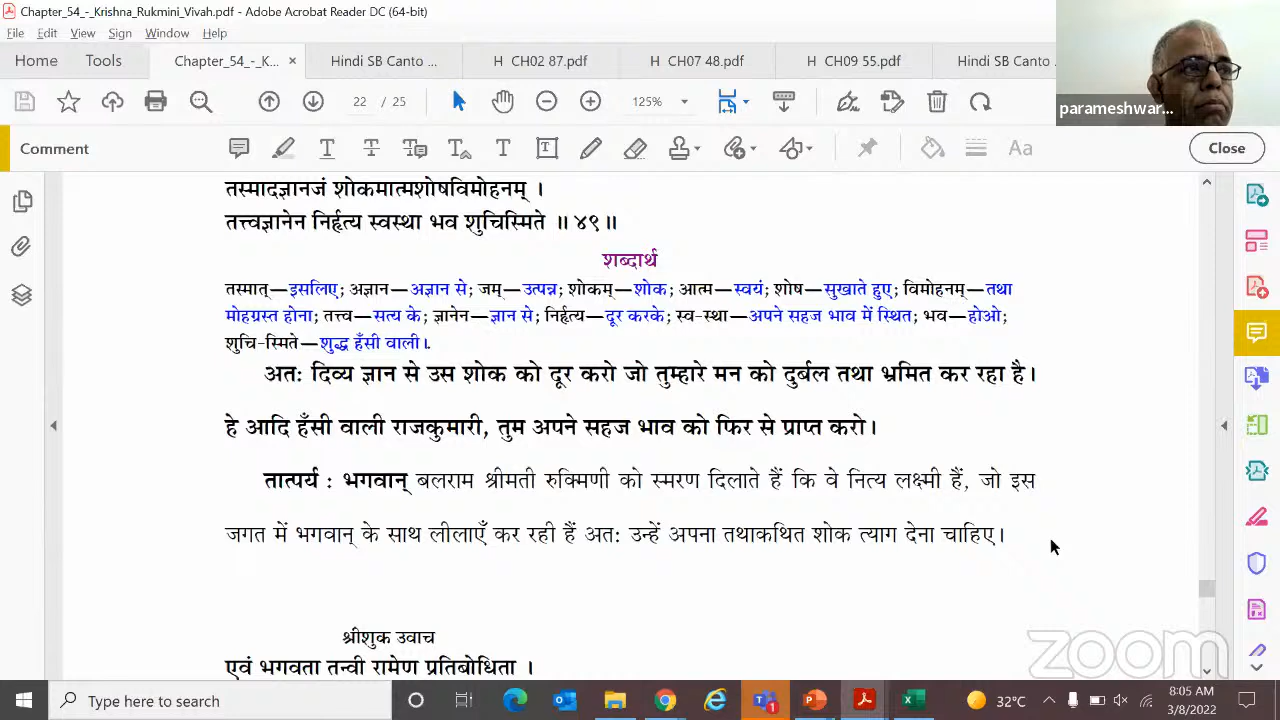 Chapter_54_-_Krishna_Rukmini_Vivah.pdf - Adobe Acrobat Reader DC (64-bit)
File Edit View Sign Window Help
Home Tools Chapter_54_-_K... × Hindi SB Canto ... H CH02 87.pdf H CH07 48.pdf H CH09 55.pdf Hindi SB Canto
22 / 25 125%
parameshwar...
Comment Aa Close
तस्मादज्ञानजं शोकमात्मशोषविमोहनम् ।
तत्त्वज्ञानेन निर्हृत्य स्वस्था भव शुचिस्मिते ॥ ४९॥
शब्दार्थ
तस्मात्—इसलिए; अज्ञान—अज्ञान से; जम्—उत्पन्न; शोकम्—शोक; आत्म—स्वयं; शोष—सुखाते हुए; विमोहनम्—तथा
मोहग्रस्त होना; तत्त्व—सत्य के; ज्ञानेन—ज्ञान से; निर्हृत्य—दूर करके; स्व-स्था—अपने सहज भाव में स्थित; भव—होओ;
शुचि-स्मिते—शुद्ध हँसी वाली।.
अतः दिव्य ज्ञान से उस शोक को दूर करो जो तुम्हारे मन को दुर्बल तथा भ्रमित कर रहा है।
हे आदि हँसी वाली राजकुमारी, तुम अपने सहज भाव को फिर से प्राप्त करो।
तात्पर्य : भगवान् बलराम श्रीमती रुक्मिणी को स्मरण दिलाते हैं कि वे नित्य लक्ष्मी हैं, जो इस
जगत में भगवान् के साथ लीलाएँ कर रही हैं अतः उन्हें अपना तथाकथित शोक त्याग देना चाहिए।
श्रीशुक उवाच
एवं भगवता तन्वी रामेण प्रतिबोधिता ।
zoom
Type here to search 1 32°C 8:05 AM
3/8/2022